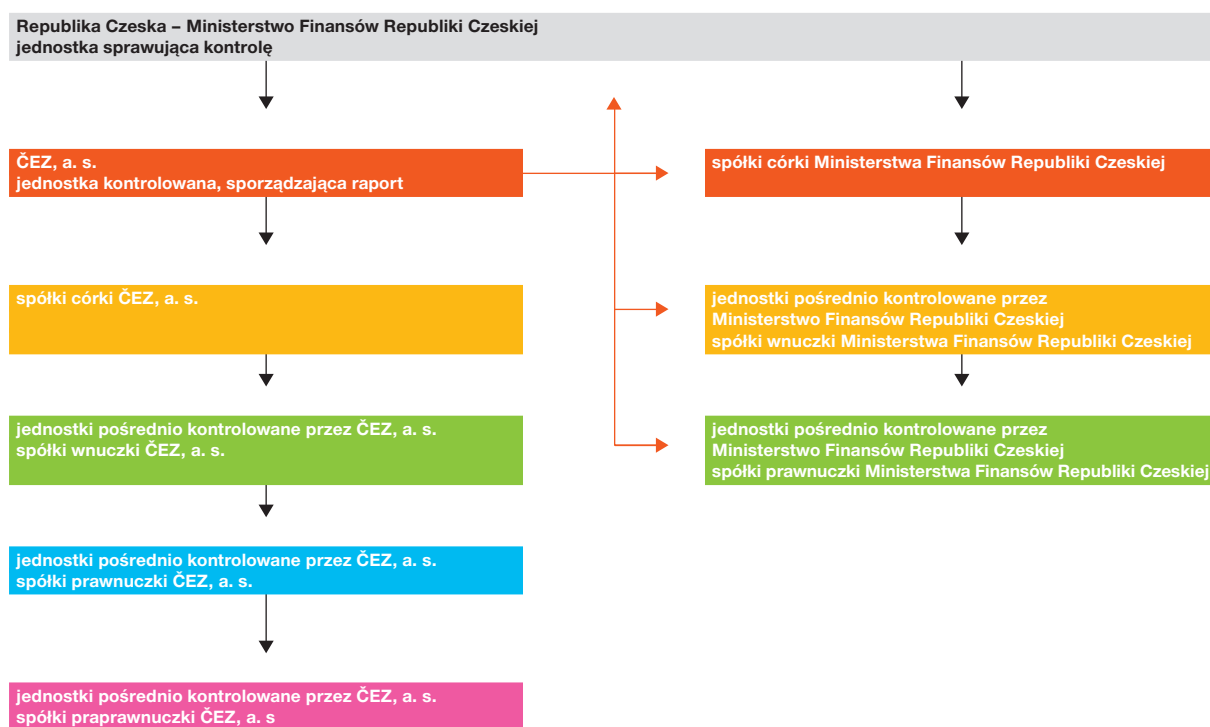 Republika Czeska – Ministerstwo Finansów Republiki Czeskiej
jednostka sprawująca kontrolę
ČEZ, a. s.
jednostka kontrolowana, sporządzająca raport
spółki córki Ministerstwa Finansów Republiki Czeskiej
spółki córki ČEZ, a. s.
jednostki pośrednio kontrolowane przez
Ministerstwo Finansów Republiki Czeskiej
spółki wnuczki Ministerstwa Finansów Republiki Czeskiej
jednostki pośrednio kontrolowane przez ČEZ, a. s.
spółki wnuczki ČEZ, a. s.
jednostki pośrednio kontrolowane przez
Ministerstwo Finansów Republiki Czeskiej
spółki prawnuczki Ministerstwa Finansów Republiki Czeskiej
jednostki pośrednio kontrolowane przez ČEZ, a. s.
spółki prawnuczki ČEZ, a. s.
jednostki pośrednio kontrolowane przez ČEZ, a. s.
spółki praprawnuczki ČEZ, a. s